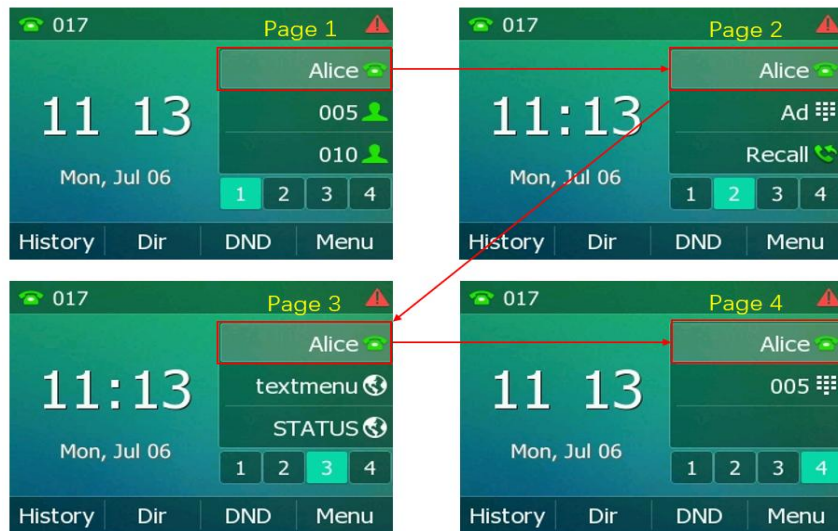 017 Page 1
Alice
11 13
005
010
Mon, Jul 06
1 2 3 4
History Dir DND Menu
017 Page 2
Alice
11:13
Ad
Recall
Mon, Jul 06
1 2 3 4
History Dir DND Menu
017 Page 3
Alice
11:13
textmenu
STATUS
Mon, Jul 06
1 2 3 4
History Dir DND Menu
017 Page 4
Alice
11 13
005
Mon, Jul 06
1 2 3 4
History Dir DND Menu